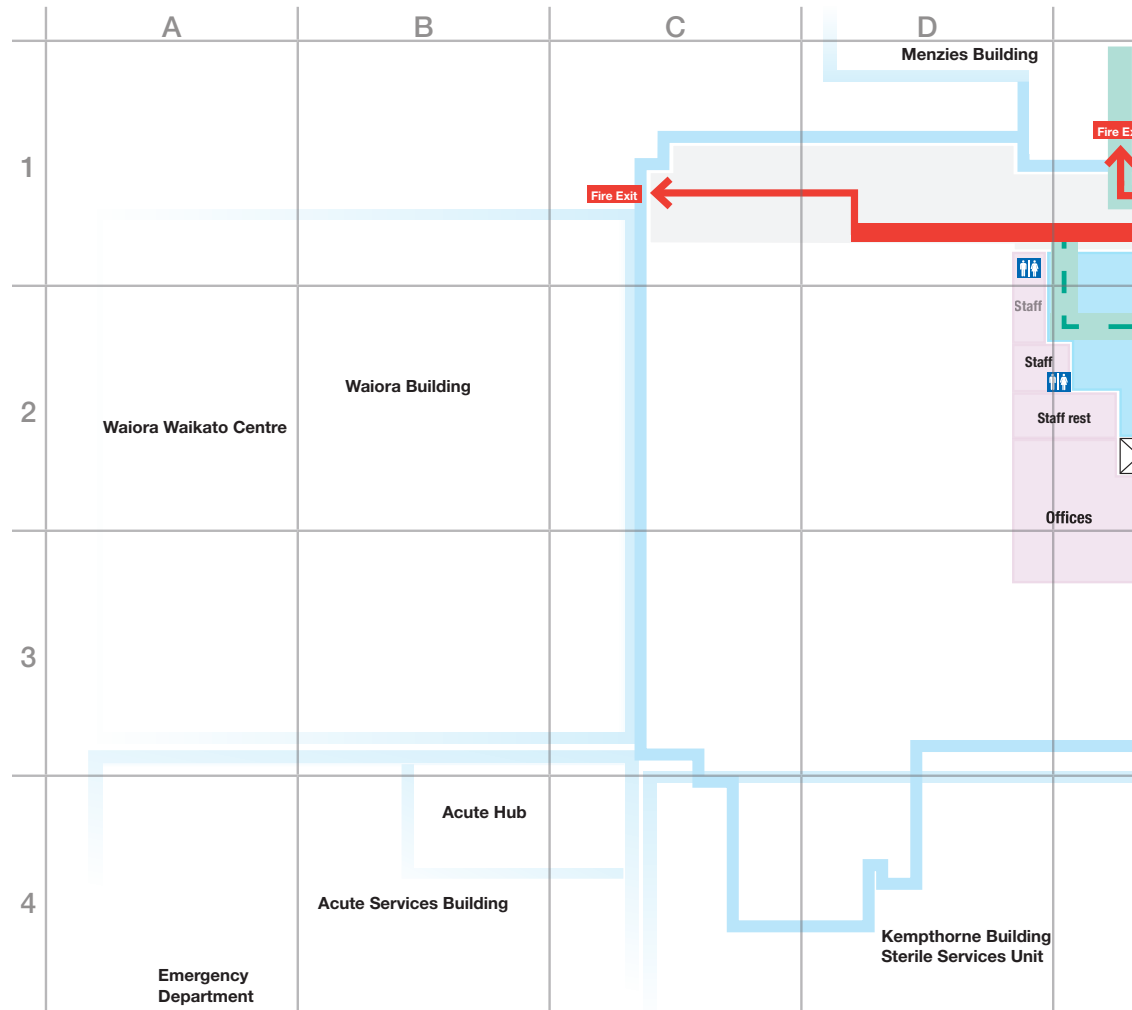 A
B
C
D
Menzies Building
Fire Ex
1
Fire Exit
Staff
Staff
Waiora Building
2
Waiora Waikato Centre
Staff rest
Offices
3
Acute Hub
4
Acute Services Building
Kempthorne Building
Sterile Services Unit
Emergency
Department